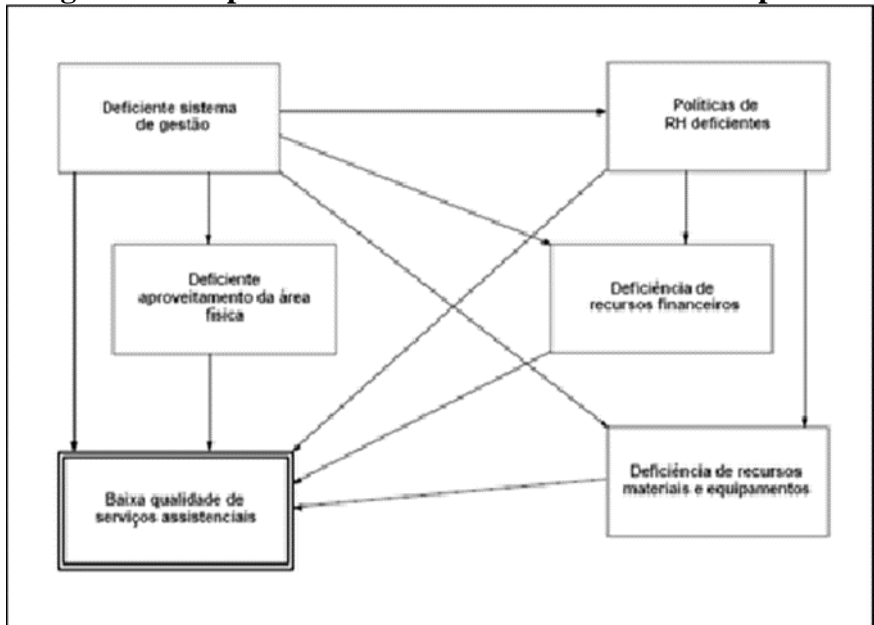 Deficiente sistema
de gestão
Políticas de
RH deficientes
Deficiente
aproveitamento da área
física
Deficiência de
recursos financeiros
Baixa qualidade de
serviços assistenciais
Deficiência de recursos
materiais e equipamentos